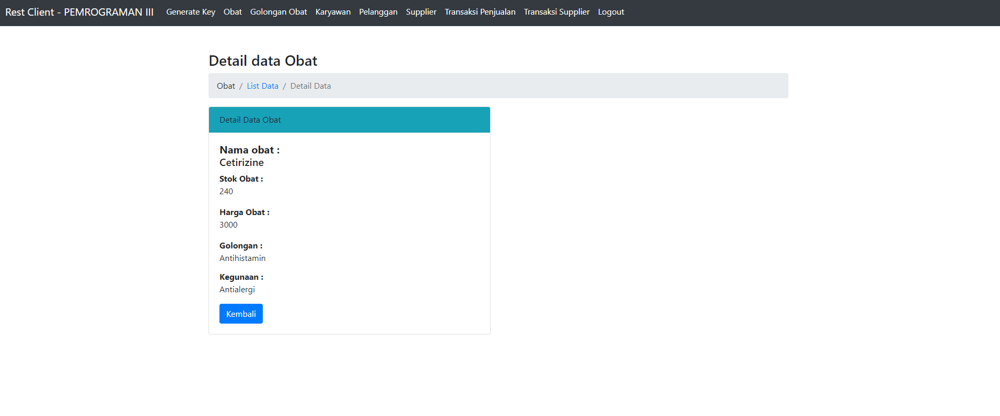 Rest Client - PEMROGRAMAN III Generate Key Obat Golongan Obat Karyawan Pelanggan Supplier Transaksi Penjualan Transaksi Supplier Logout
Detail data Obat
Obat / List Data / Detail Data
Detail Data Obat
Nama obat :
Cetirizine
Stok Obat :
240
Harga Obat :
3000
Golongan :
Antihistamin
Kegunaan :
Antialergi
Kembali